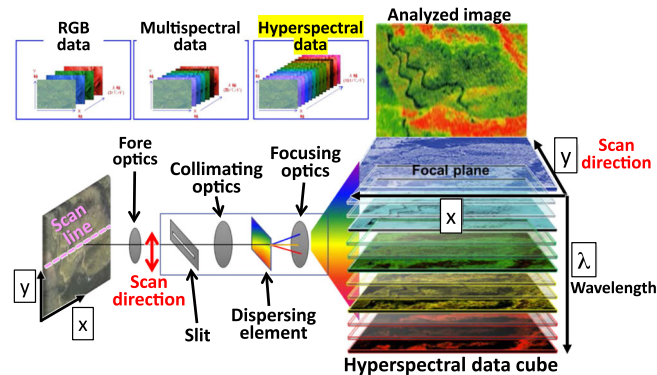 RGB
data
Multispectral
data
Hyperspectral
data
Analyzed image
Fore
optics
Collimating
optics
Focusing
optics
Scan
line
Scan
direction
Slit
Dispersing
element
y
x
Focal plane
x
y
Scan
direction
λ
Wavelength
Hyperspectral data cube